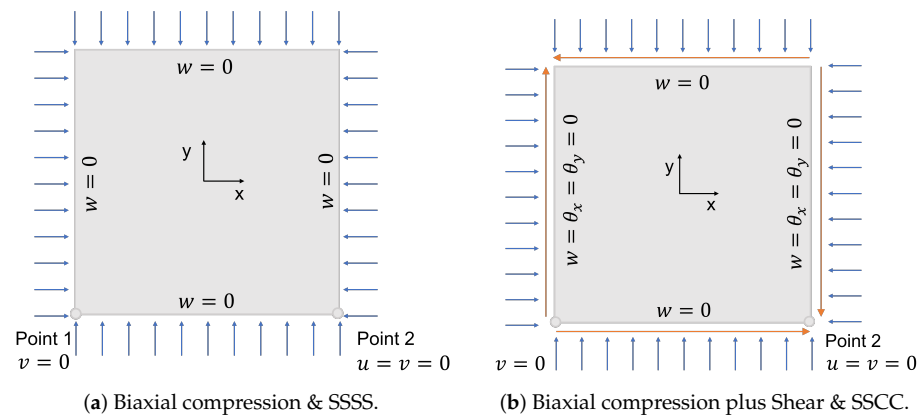 w = 0
w = 0
y
x
w = 0
w = 0
Point 1
v = 0
Point 2
u = v = 0
(a) Biaxial compression & SSSS.
w = 0
w = θx = θy = 0
y
x
w = θx = θy = 0
w = 0
v = 0
Point 2
u = v = 0
(b) Biaxial compression plus Shear & SSCC.